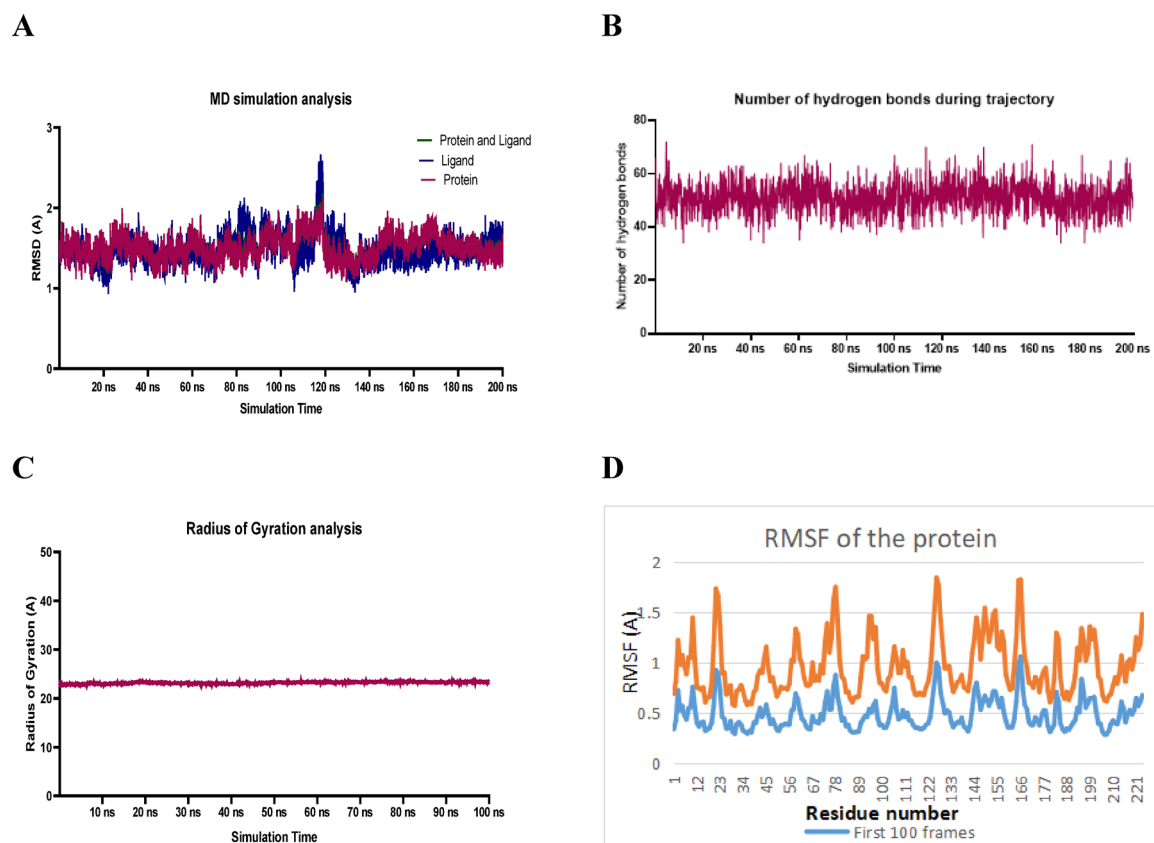 A
MD simulation analysis
RMSD (A)
3
2
1
0
Protein and Ligand
Ligand
Protein
20 ns 40 ns 60 ns 80 ns 100 ns 120 ns 140 ns 160 ns 180 ns 200 ns
Simulation Time
B
Number of hydrogen bonds during trajectory
Number of hydrogen bonds
80
60
40
20
0
20 ns 40 ns 60 ns 80 ns 100 ns 120 ns 140 ns 160 ns 180 ns 200 ns
Simulation Time
C
Radius of Gyration analysis
Radius of Gyration (A)
50
40
30
20
10
0
10 ns 20 ns 30 ns 40 ns 50 ns 60 ns 70 ns 80 ns 90 ns 100 ns
Simulation Time
D
RMSF of the protein
RMSF (A)
2
1.5
1
0.5
0
1 12 23 34 45 56 67 78 89 100 111 122 133 144 155 166 177 188 199 210 221
Residue number
First 100 frames